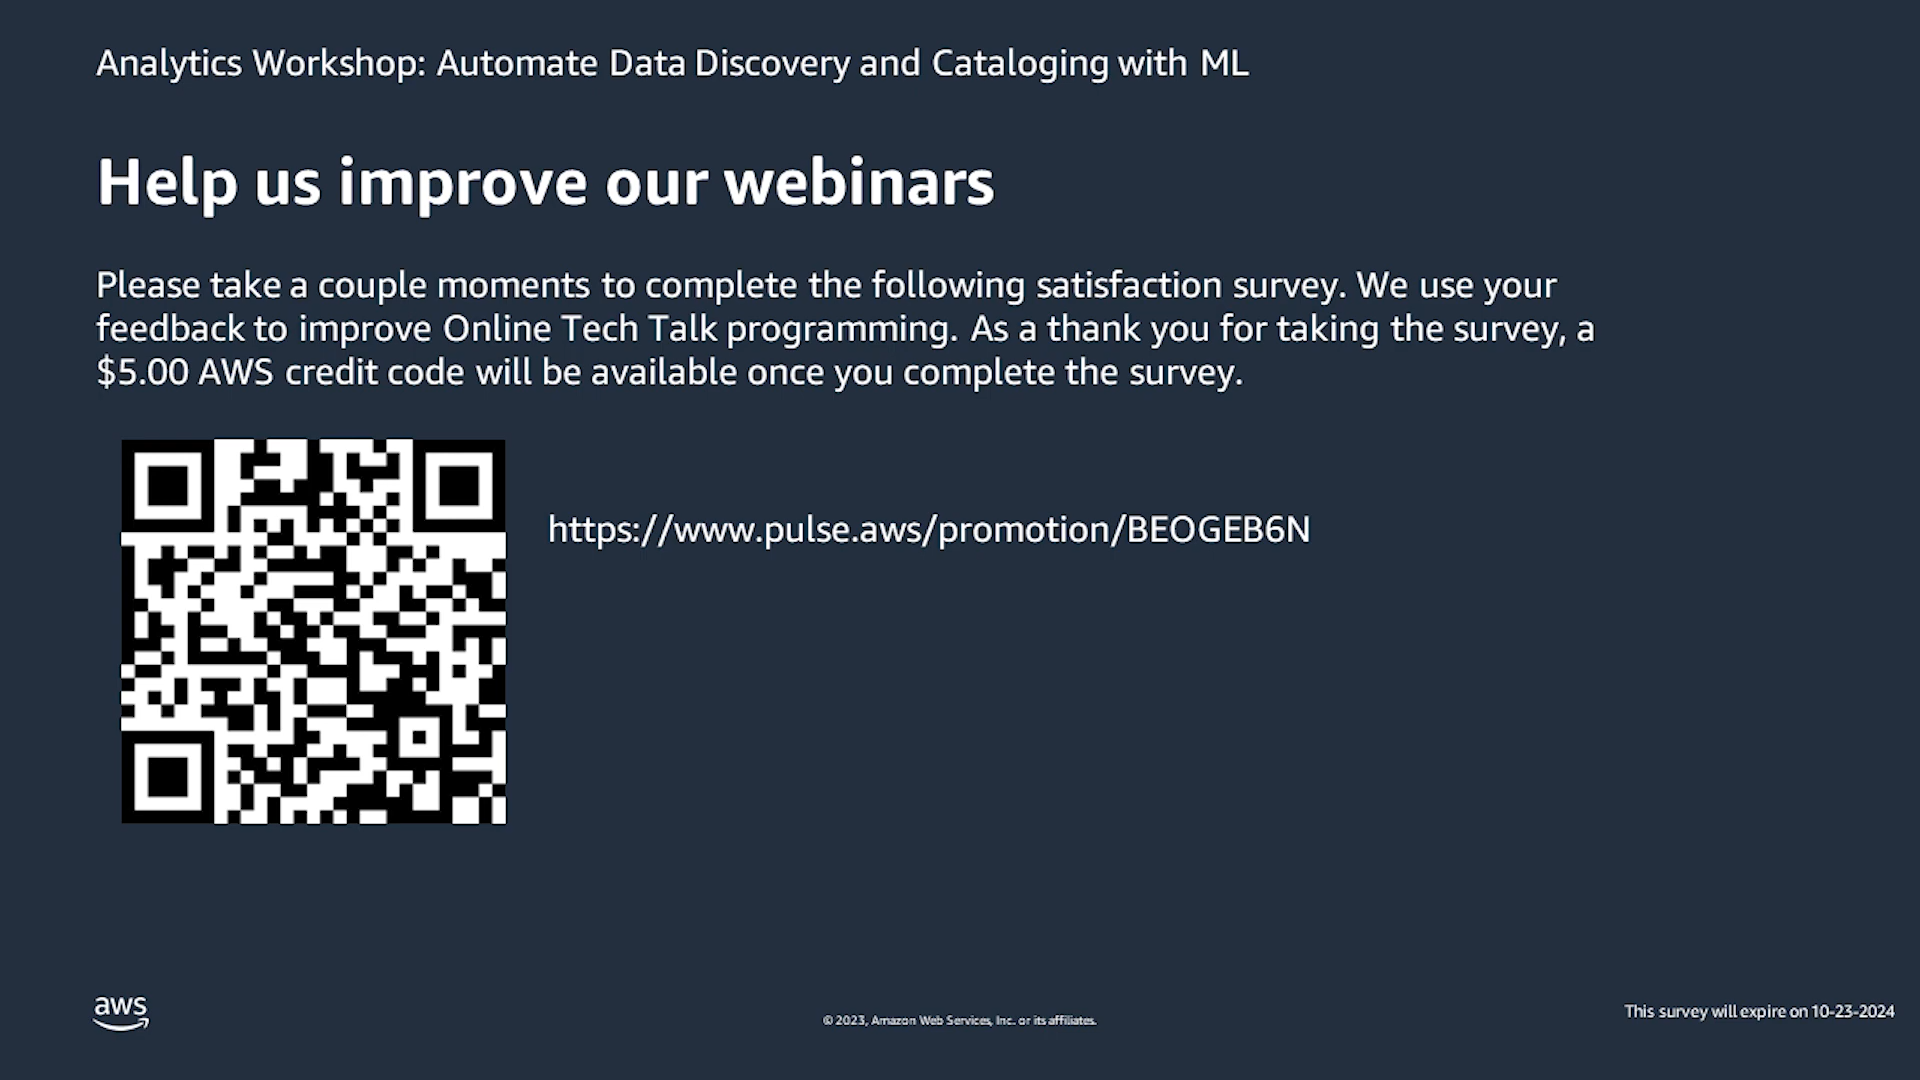 Analytics Workshop: Automate Data Discovery and Cataloging with ML
Help us improve our webinars
Please take a couple moments to complete the following satisfaction survey. We use your
feedback to improve Online Tech Talk programming. As a thank you for taking the survey, a
$5.00 AWS credit code will be available once you complete the survey.
https://www.pulse.aws/promotion/BEOGEB6N
aws
© 2023, Amazon Web Services, Inc. or its affiliates.
This survey will expire on 10-23-2024